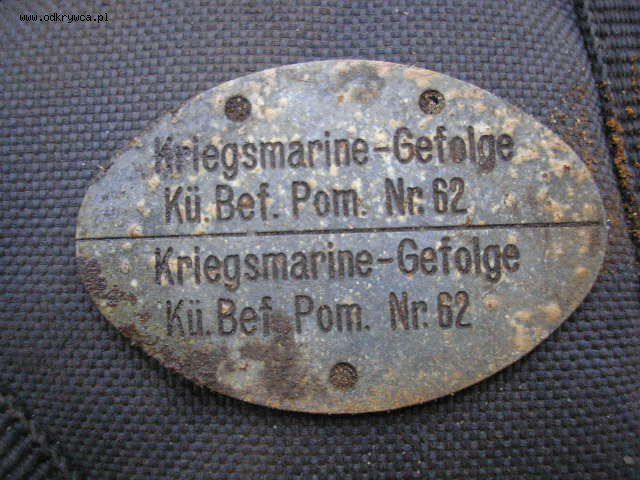 www.odkrywca.pl
Kriegsmarine-Gefolge
Kü. Bef. Pom. Nr. 62
Kriegsmarine-Gefolge
Kü. Bef. Pom. Nr. 62